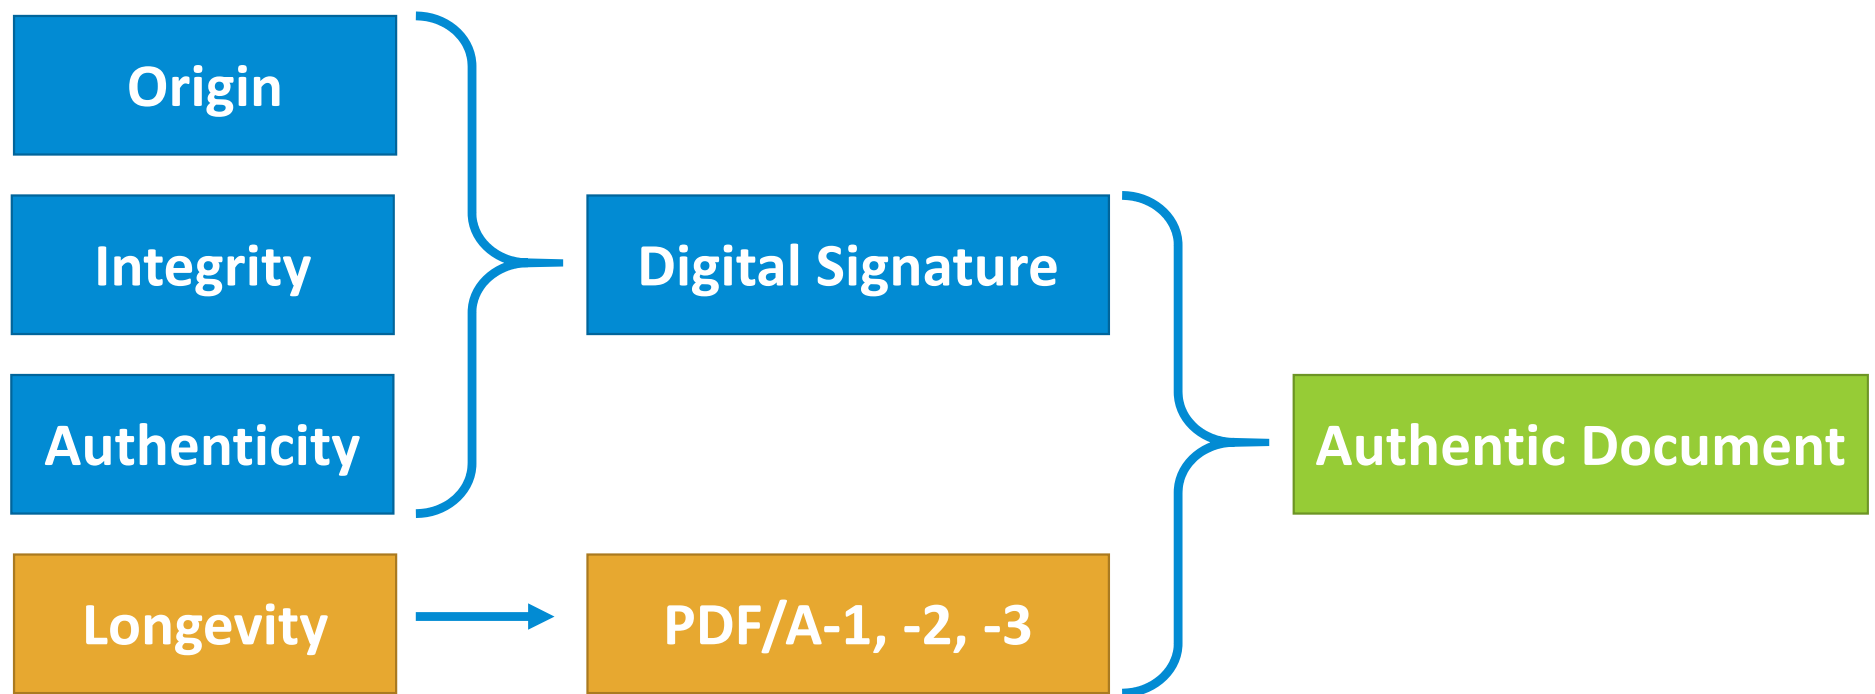 Origin
Integrity
Authenticity
Longevity
Digital Signature
PDF/A-1, -2, -3
Authentic Document